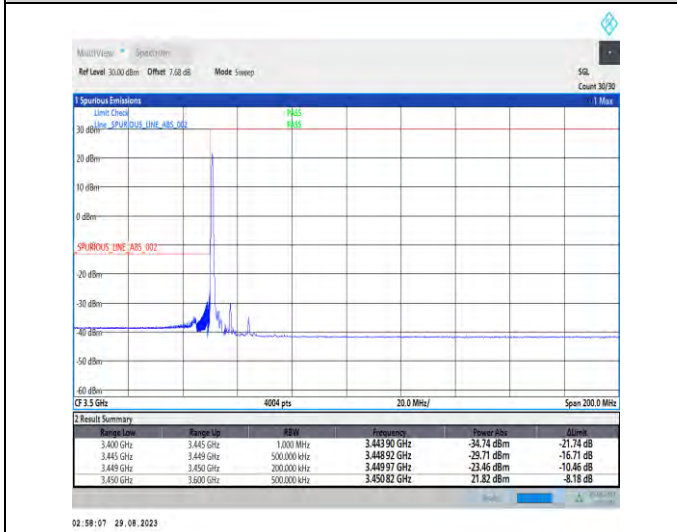 MultiView Spectrum
Ref Level 30.00 dBm Offset 7.68 dB Mode Sweep SGL
Count 30/30
1 Spurious Emissions 1 Max
Limit Check PASS
Line _SPURIOUS_LINE_ABS_002 PASS
30 dBm
20 dBm
10 dBm
0 dBm
_SPURIOUS_LINE_ABS_002
-20 dBm
-30 dBm
-40 dBm
-50 dBm
-60 dBm
CF 3.5 GHz 4004 pts 20.0 MHz/ Span 200.0 MHz
2 Result Summary
Range Low Range Up RBW Frequency Power Abs ΔLimit
3.400 GHz 3.445 GHz 1.000 MHz 3.443 90 GHz -34.74 dBm -21.74 dB
3.445 GHz 3.449 GHz 500.000 kHz 3.448 92 GHz -29.71 dBm -16.71 dB
3.449 GHz 3.450 GHz 200.000 kHz 3.449 97 GHz -23.46 dBm -10.46 dB
3.450 GHz 3.600 GHz 500.000 kHz 3.450 82 GHz 21.82 dBm -8.18 dB
02:58:07 29.08.2023